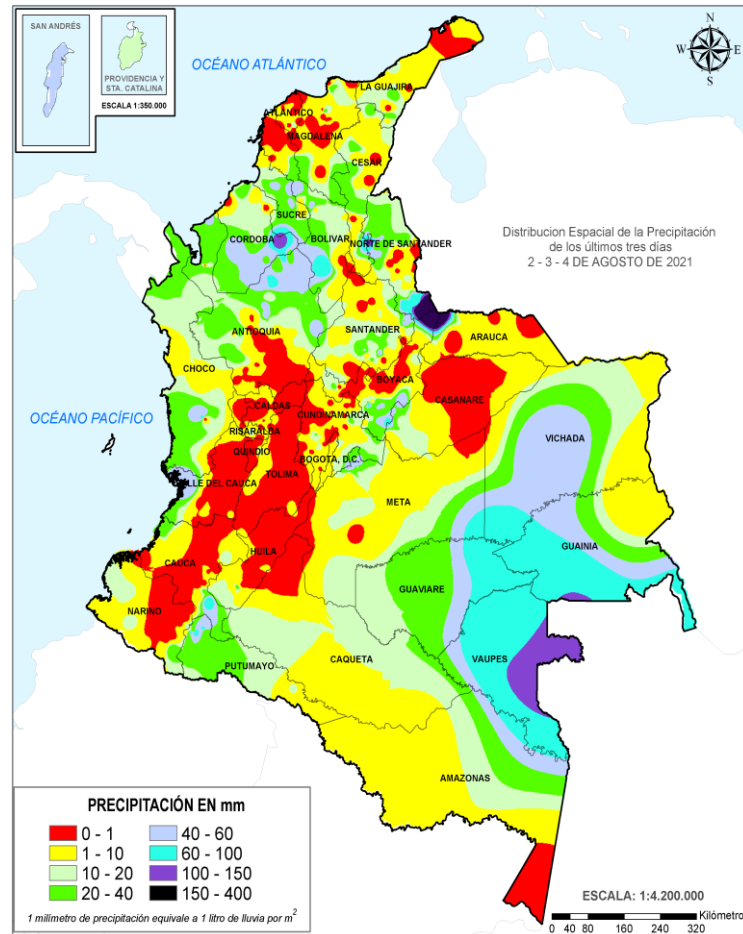 SAN ANDRÉS
PROVIDENCIA Y
STA. CATALINA
ESCALA 1:350.000
OCÉANO ATLÁNTICO
N
W
E
S
LA GUAJIRA
ATLÁNTICO
MAGDALENA
CESAR
SUCRE
CORDOBA
BOLIVAR
NORTE DE SANTANDER
Distribucion Espacial de la Precipitación
de los últimos tres días
2 - 3 - 4 DE AGOSTO DE 2021
ANTIOQUIA
SANTANDER
ARAUCA
CHOCO
BOYACA
CASANARE
OCÉANO PACÍFICO
CALDAS
CUNDINAMARCA
RISARALDA
VICHADA
QUINDIO
BOGOTA, D.C.
TOLIMA
VALLE DEL CAUCA
META
GUAINIA
CAUCA
HUILA
GUAVIARE
NARINO
VAUPES
CAQUETA
PUTUMAYO
AMAZONAS
PRECIPITACIÓN EN mm
0 - 1
1 - 10
10 - 20
20 - 40
40 - 60
60 - 100
100 - 150
150 - 400
1 milímetro de precipitación equivale a 1 litro de lluvia por m2
ESCALA: 1:4.200.000
Kilómetro
0 40 80 160 240 320